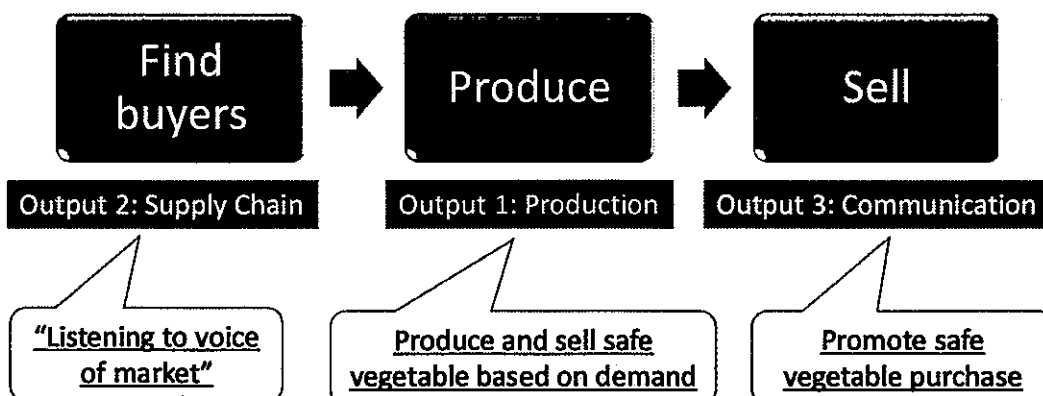 Find
buyers
Produce
Sell
Output 2: Supply Chain
Output 1: Production
Output 3: Communication
"Listening to voice
of market"
Produce and sell safe
vegetable based on demand
Promote safe
vegetable purchase